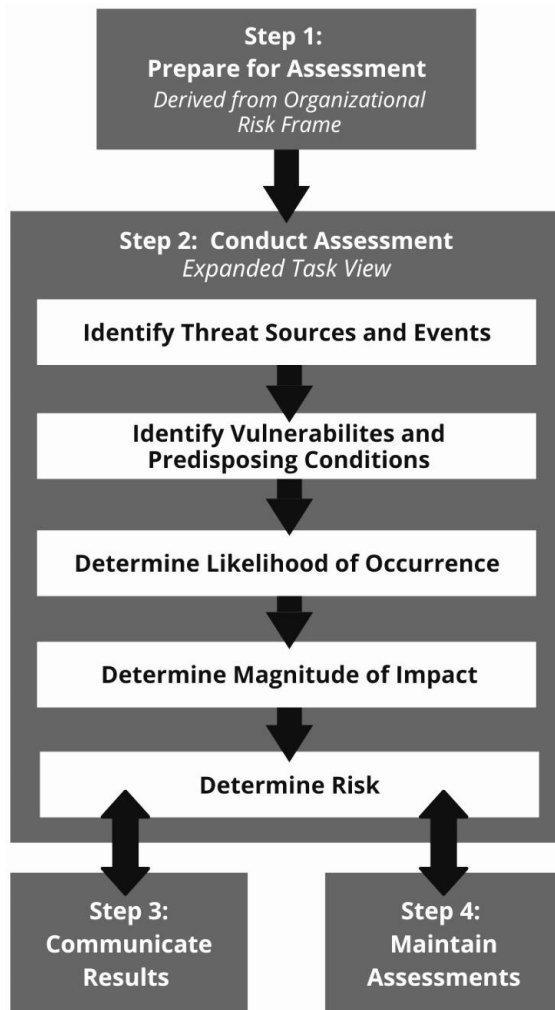 Step 1:
Prepare for Assessment
Derived from Organizational
Risk Frame
Step 2: Conduct Assessment
Expanded Task View
Identify Threat Sources and Events
Identify Vulnerabilites and
Predisposing Conditions
Determine Likelihood of Occurrence
Determine Magnitude of Impact
Determine Risk
Step 3:
Communicate
Results
Step 4:
Maintain
Assessments